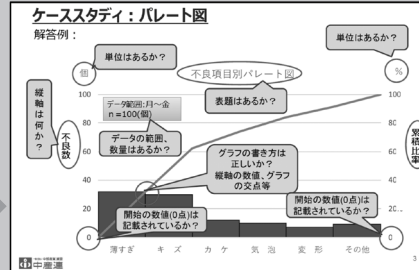 ケーススタディ：パレート図
解答例：
単位はあるか？
単位はあるか？
個
不良項目別パレート図
%
縦軸は何か？
データ範囲:月～金
n＝100(個)
表題はあるか？
データの範囲、
数量はあるか？
グラフの書き方は
正しいか？
縦軸の数値、グラフ
の交点等
不良数
累積比率
100
80
60
40
20
0
100
80
60
40
20
0
開始の数値(0点)は
記載されているか？
開始の数値(0点)は
記載されているか？
薄すぎ キズ カケ 気泡 変形 その他
中産連